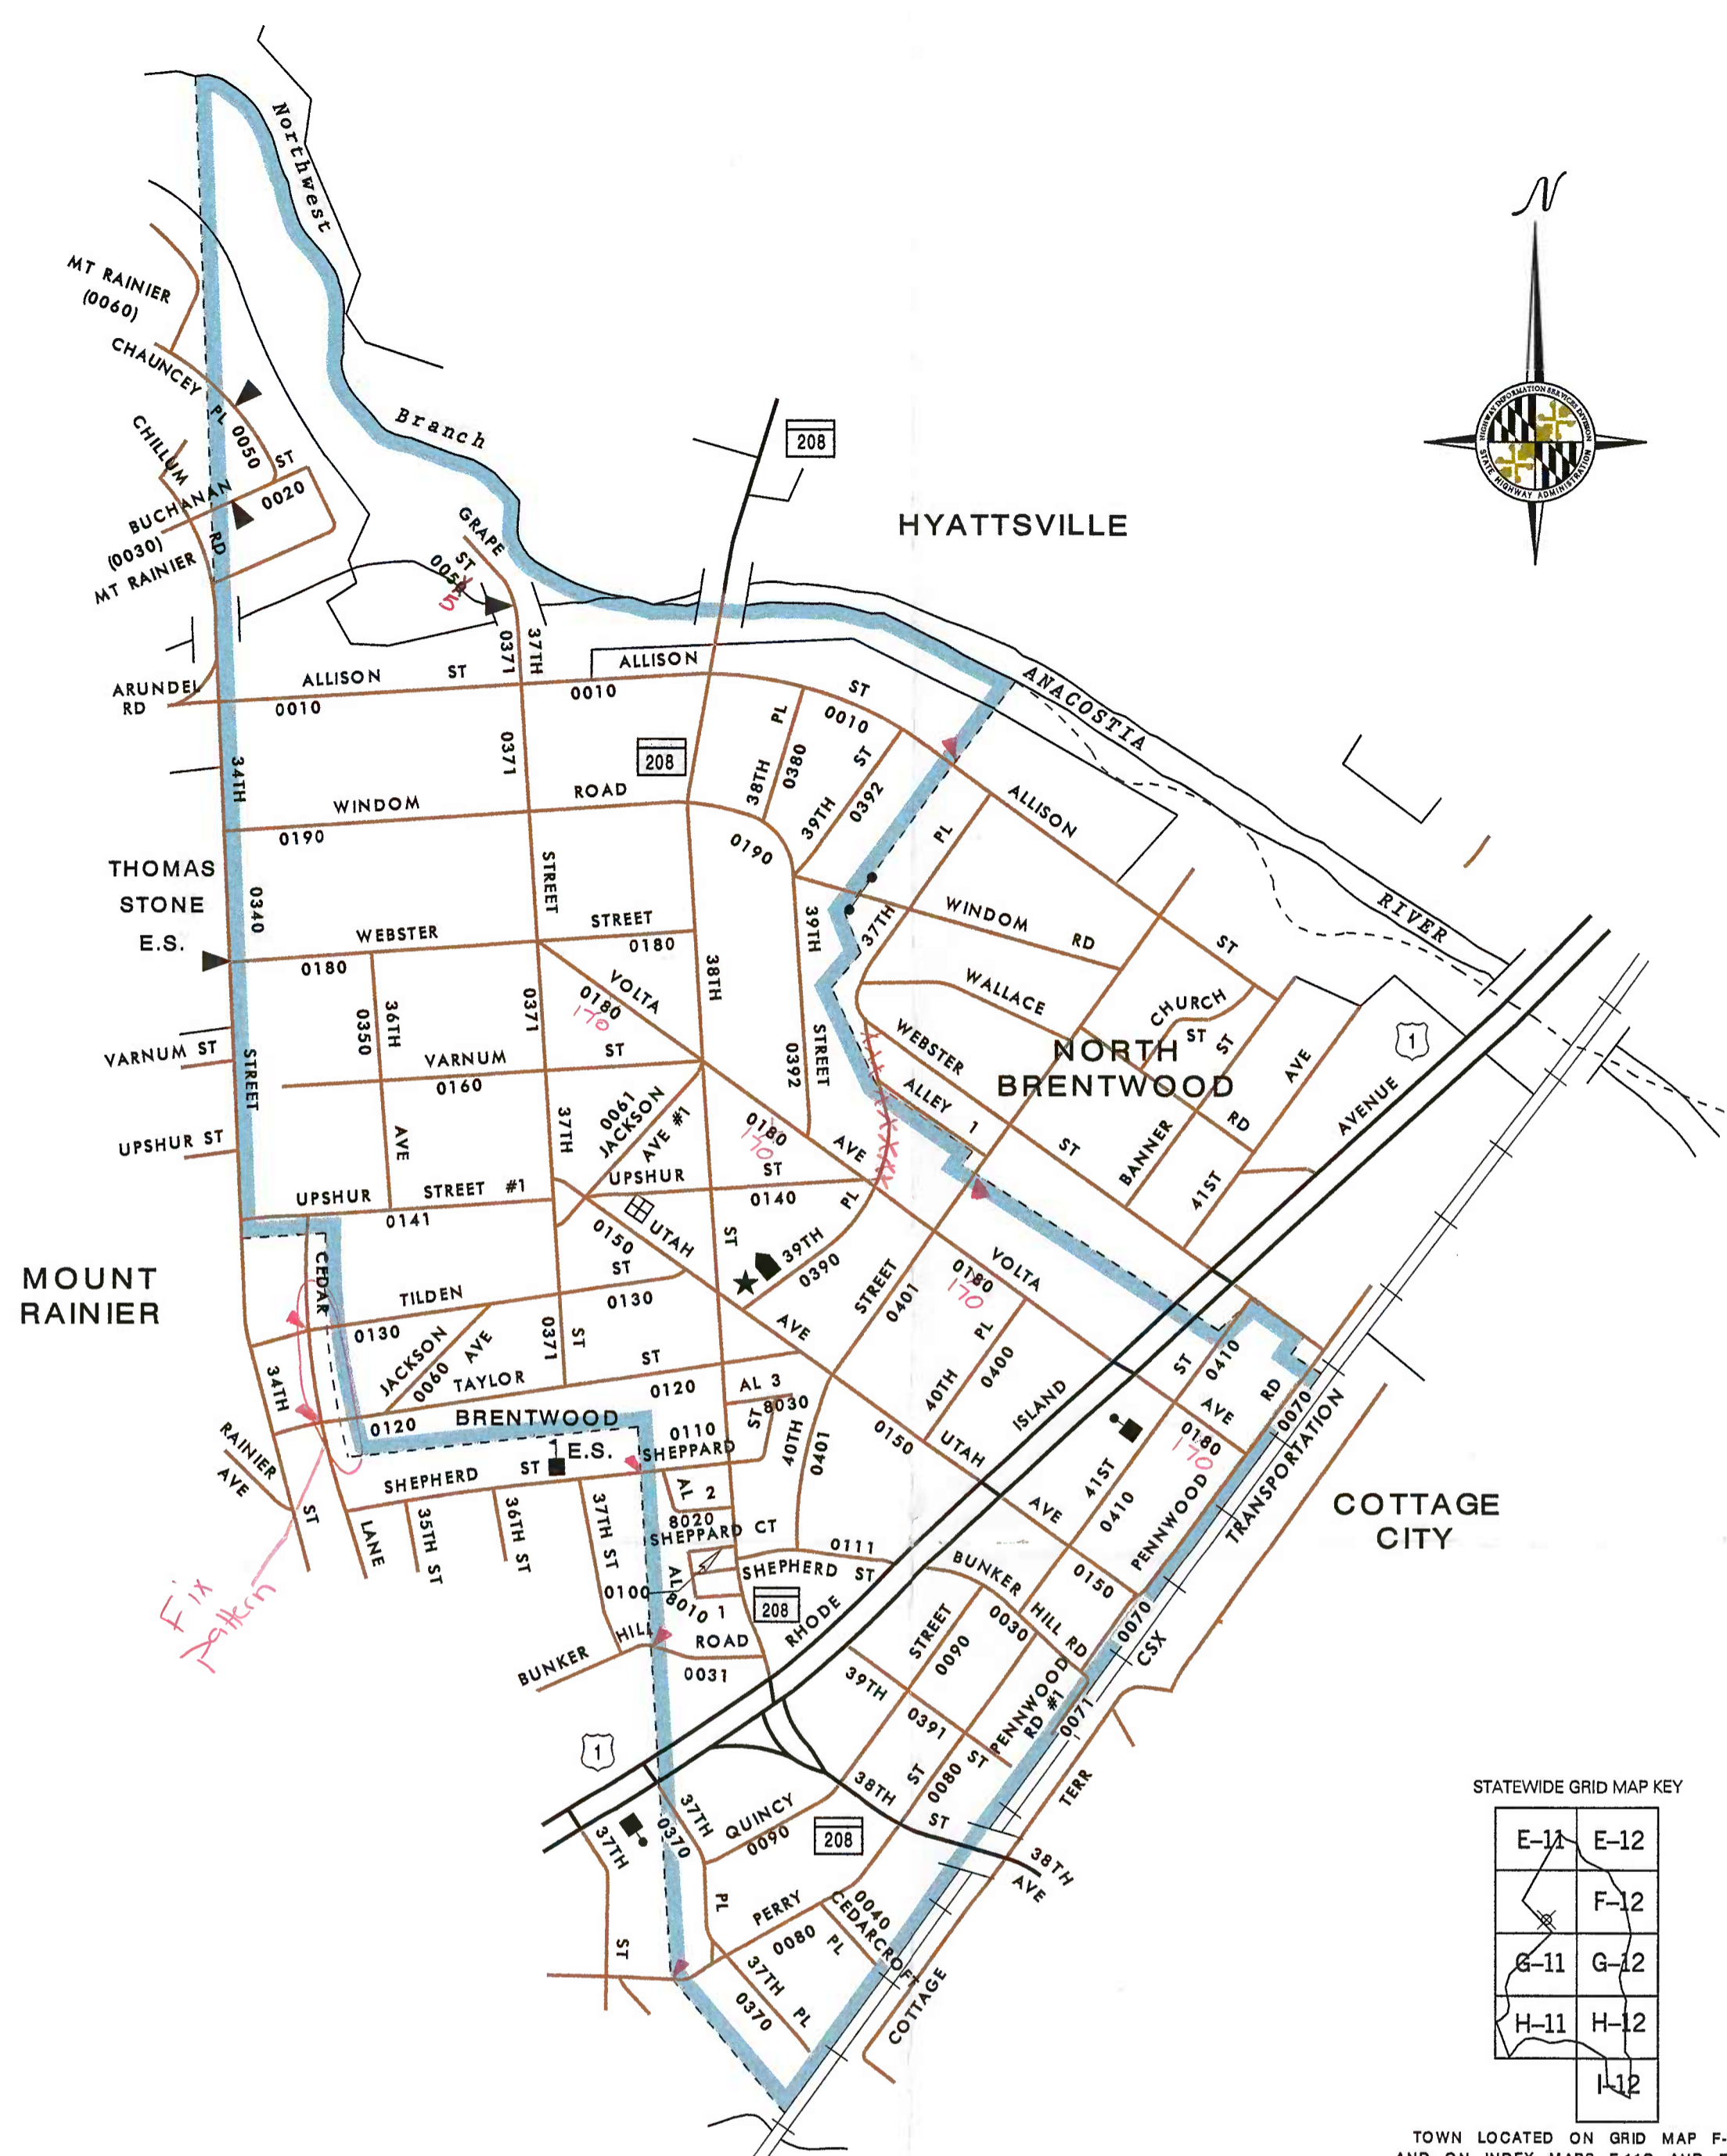 Northwest
MT RAINIER
(0060)
CHAUNCEY
PL 0050
CHILLUM
RD
BUCHANAN
ST
0020
(0030)
MT RAINIER
Branch
208
HYATTSVILLE
N
HIGHWAY INFORMATION SERVICES DIVISION
STATE HIGHWAY ADMINISTRATION
GRAPE
ST
005
5
0371
37TH
ARUNDEL
RD
ALLISON
ST
0010
ALLISON
0010
ST
0010
ANACOSTIA
RIVER
34TH
0371
208
38TH
PL
0380
39TH
ST
0392
ALLISON
ST
WINDOM
ROAD
0190
0190
PL
37TH
THOMAS
STONE
E.S.
0340
STREET
WEBSTER
STREET
0180
0180
39TH
WINDOM
RD
VOLTA
0180
170
38TH
WALLACE
CHURCH
ST
ST
0371
36TH
0350
VARNUM ST
STREET
VARNUM
ST
0160
STREET
0392
WEBSTER
ALLEY 1
NORTH
BRENTWOOD
AVE
1
AVENUE
0061
JACKSON
AVE #1
37TH
0180
170
AVE
ST
BANNER
RD
UPSHUR ST
AVE
UPSHUR
STREET #1
0141
UPSHUR
ST
0140
PL
41ST
MOUNT
RAINIER
CEDAR
0150
UTAH
ST
39TH
0390
STREET
0401
VOLTA
0180
170
TILDEN
ST
0130
0130
AVE
JACKSON
0060
AVE
0371
ST
PL
0400
40TH
ST
0410
34TH
TAYLOR
ST
0120
0120
AL 3
8030
ST
ISLAND
AVE
RD
0070
RAINIER
AVE
BRENTWOOD
E.S.
0110
SHEPPARD
40TH
0401
0150
UTAH
0180
170
SHEPHERD
ST
AL 2
8020
41ST
0410
PENNWOOD
TRANSPORTATION
COTTAGE
CITY
ST
LANE
35TH ST
36TH ST
37TH ST
SHEPPARD CT
AVE
0111
SHEPHERD ST
BUNKER
HILL RD
0150
Fix
pattern
0100
AL
8010 1
208
RHODE
0030
0070
CSX
BUNKER
HILL
ROAD
0031
STREET
0090
39TH
0391
ST
PENNWOOD
RD #1
0071
1
38TH
ST
ST
0080
TERR
STATEWIDE GRID MAP KEY
37TH
37TH
0370
PL
QUINCY
0090
208
38TH
AVE
E-11
E-12
F-12
G-11
G-12
H-11
H-12
I-12
ST
PERRY
0080
PL
0040
CEDARCROFT
37TH
PL
0370
COTTAGE
TOWN LOCATED ON GRID MAP F-